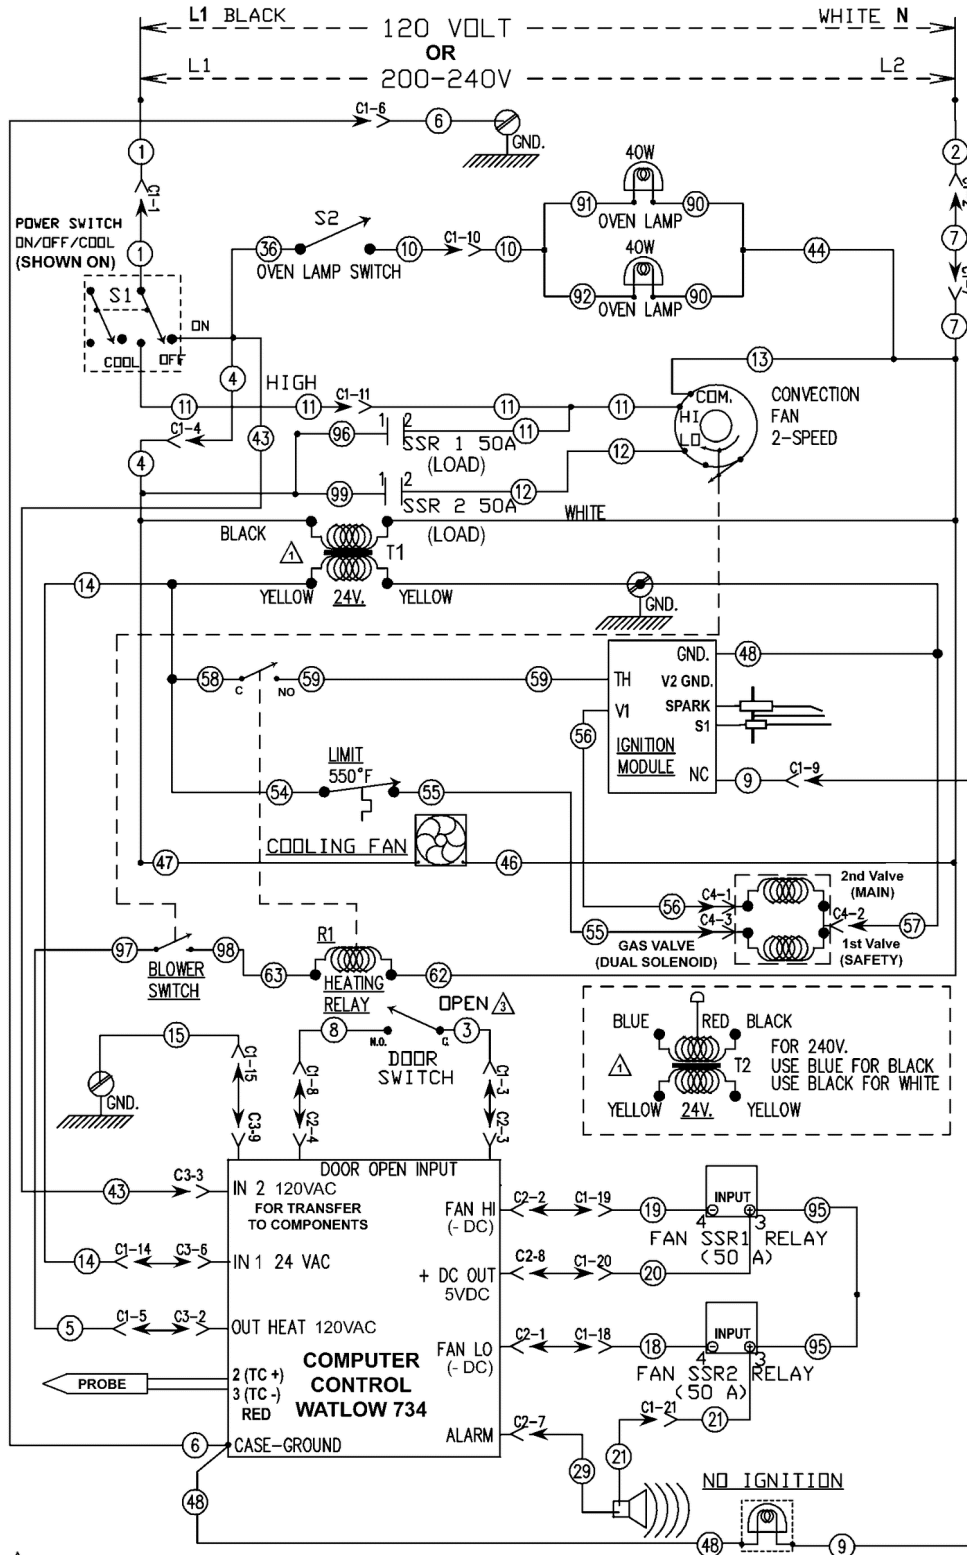 L1 BLACK
120 VOLT
WHITE N
OR
L1
200-240V
L2
C1-6
6
GND.
1
2
C1-1
40W
91
90
OVEN LAMP
POWER SWITCH
ON/OFF/COOL
(SHOWN ON)
1
S2
36
10
C1-10
10
OVEN LAMP SWITCH
40W
44
7
92
90
OVEN LAMP
S1
ON
COOL
OFF
7
13
4
HIGH
11
11
C1-11
11
11
COM.
HI
LO
CONVECTION
FAN
2-SPEED
C1-4
43
96
1
2
11
SSR 1 50A
(LOAD)
12
4
99
1
2
12
SSR 2 50A
(LOAD)
BLACK
WHITE
1
T1
14
YELLOW
24V.
YELLOW
GND.
GND.
48
58
C
NO
59
59
TH
V2 GND.
V1
SPARK
S1
56
IGNITION
MODULE
NC
9
C1-9
LIMIT
550°F
54
55
COOLING FAN
47
46
2nd Valve
(MAIN)
56
C4-1
C4-3
C4-2
57
55
GAS VALVE
(DUAL SOLENOID)
1st Valve
(SAFETY)
97
98
BLOWER
SWITCH
R1
63
62
HEATING
RELAY
OPEN 3
8
N.O.
C.
3
DOOR
SWITCH
15
C1-15
C3-9
GND.
C1-8
C2-4
C1-3
C2-3
BLUE
RED
BLACK
1
T2
YELLOW
24V.
YELLOW
FOR 240V.
USE BLUE FOR BLACK
USE BLACK FOR WHITE
DOOR OPEN INPUT
43
C3-3
IN 2 120VAC
FOR TRANSFER
TO COMPONENTS
FAN HI
(- DC)
C2-2
C1-19
19
INPUT
4
3
95
FAN SSR1 RELAY
(50 A)
14
C1-14
C3-6
IN 1 24 VAC
+ DC OUT
5VDC
C2-8
C1-20
20
5
C1-5
C3-2
OUT HEAT 120VAC
FAN LO
(- DC)
C2-1
C1-18
18
INPUT
4
3
95
FAN SSR2 RELAY
(50 A)
PROBE
2 (TC +)
3 (TC -)
RED
COMPUTER
CONTROL
WATLOW 734
C1-21
21
6
CASE-GROUND
ALARM
C2-7
29
21
48
NO IGNITION
48
9